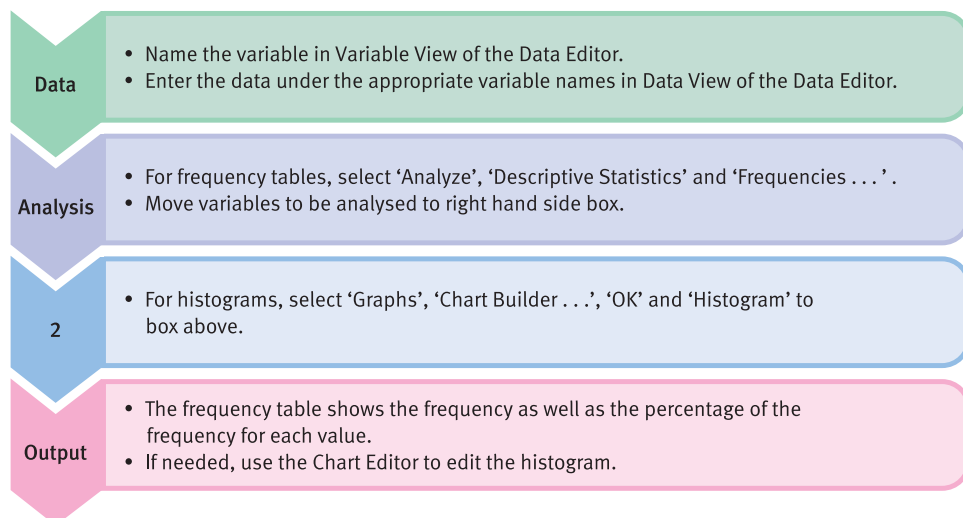 Data
• Name the variable in Variable View of the Data Editor.
• Enter the data under the appropriate variable names in Data View of the Data Editor.
Analysis
• For frequency tables, select ‘Analyze’, ‘Descriptive Statistics’ and ‘Frequencies . . .’ .
• Move variables to be analysed to right hand side box.
2
• For histograms, select ‘Graphs’, ‘Chart Builder . . .’, ‘OK’ and ‘Histogram’ to
box above.
Output
• The frequency table shows the frequency as well as the percentage of the
frequency for each value.
• If needed, use the Chart Editor to edit the histogram.